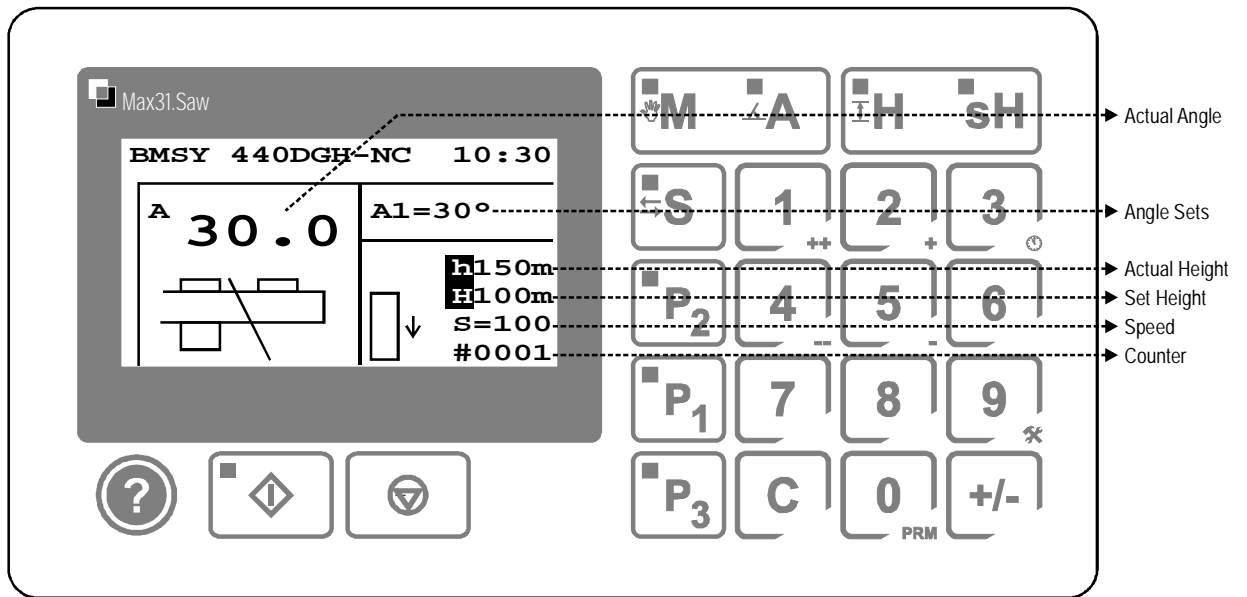 Max31.Saw
BMSY 440DGH-NC 10:30
A 30.0
A1=30º
h150m
H100m
S=100
#0001
?
M A H sH
S 1 ++ 2 + 3
P2 4 -- 5 - 6
P1 7 8 9
P3 C 0 PRM +/-
Actual Angle
Angle Sets
Actual Height
Set Height
Speed
Counter